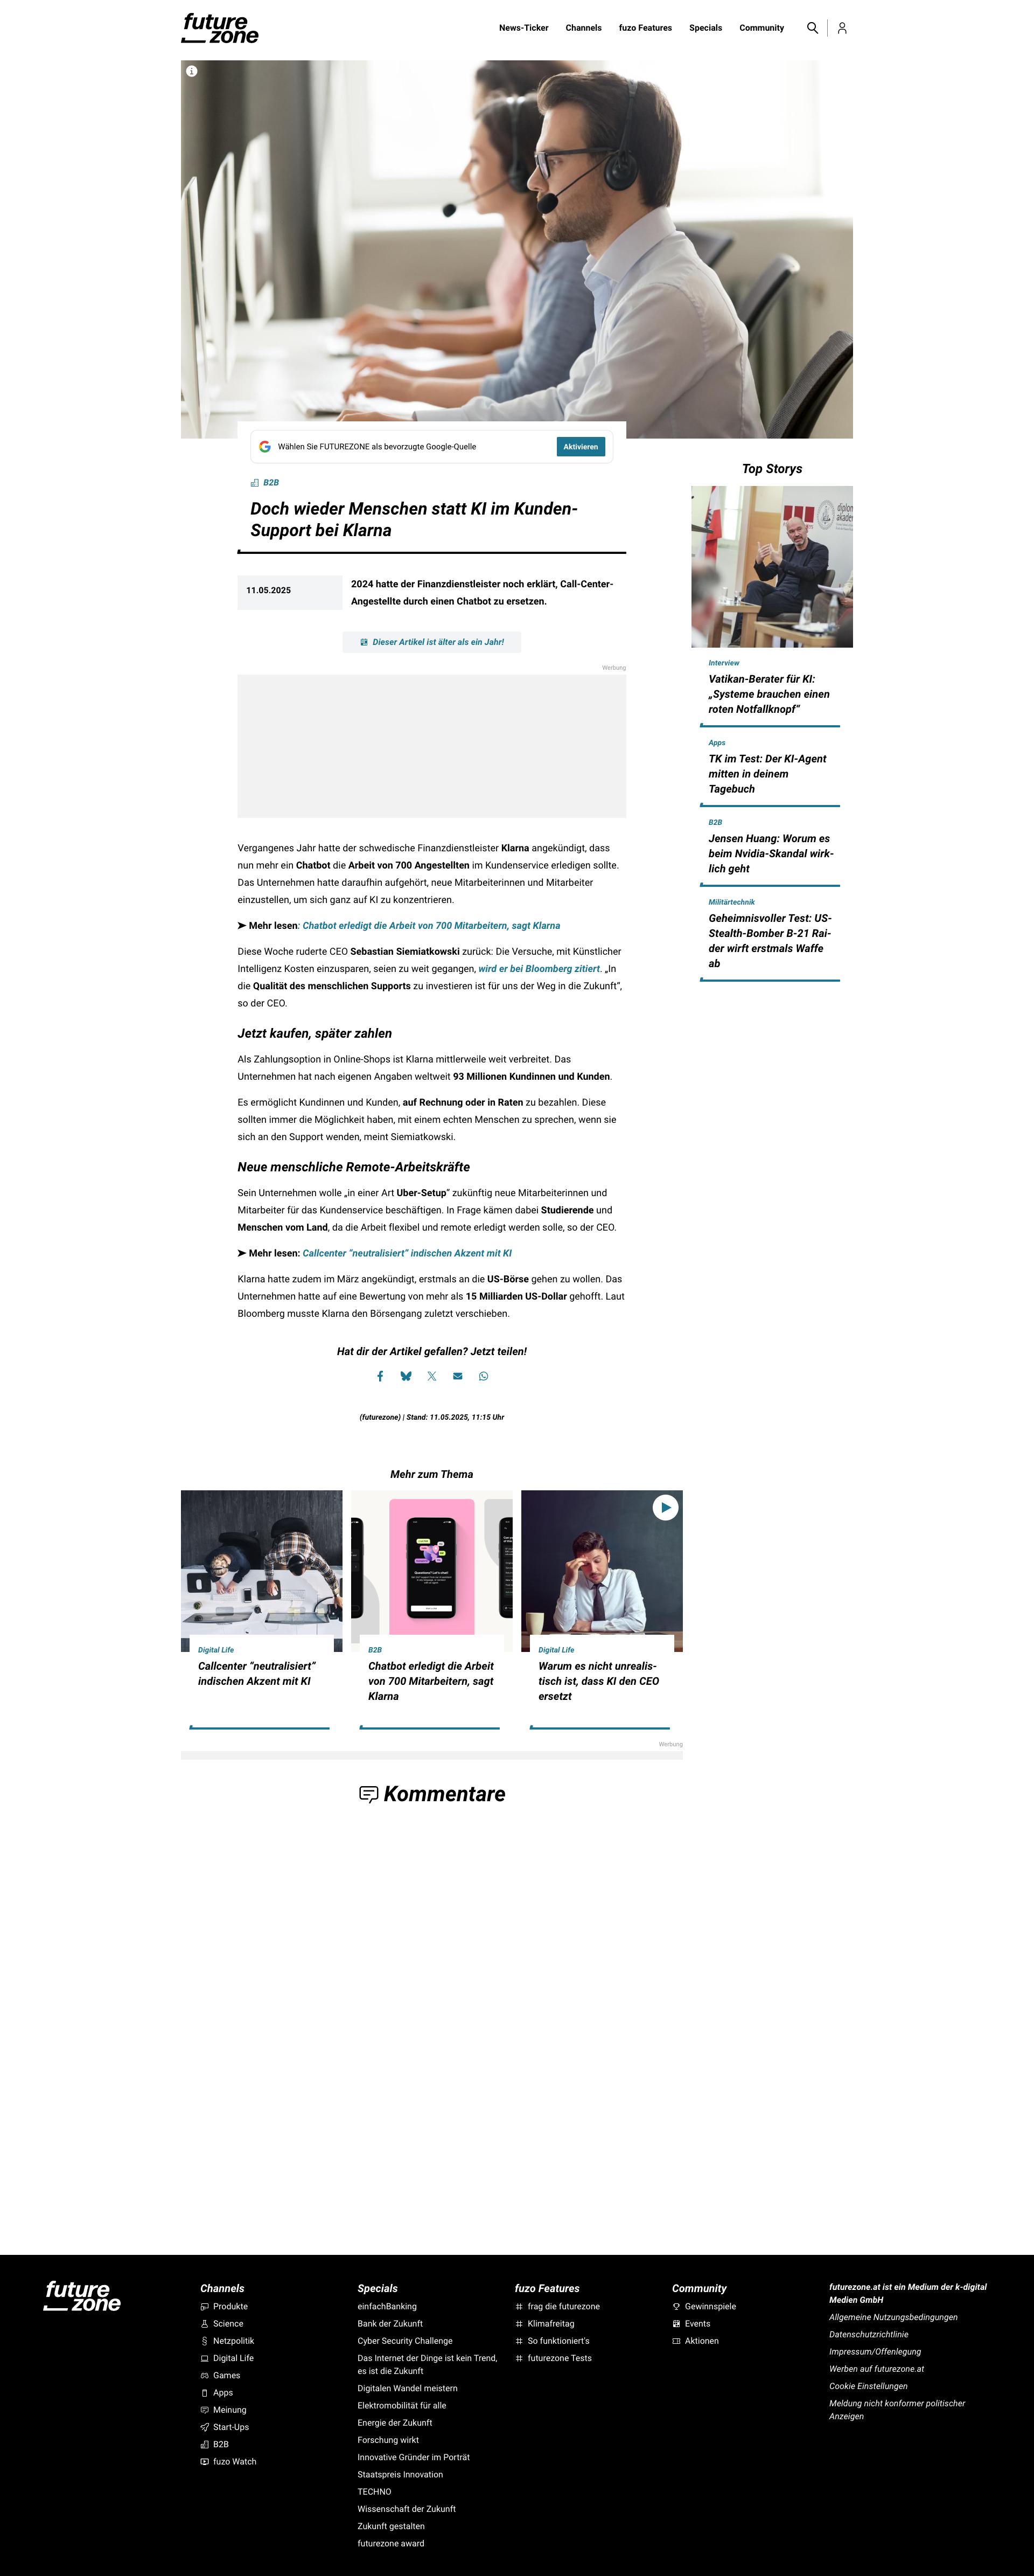 future
zone
News-Ticker
Channels
fuzo Features
Specials
Community
Wählen Sie FUTUREZONE als bevorzugte Google-Quelle
Aktivieren
B2B
Doch wieder Menschen statt KI im Kunden-
Support bei Klarna
11.05.2025
2024 hatte der Finanzdienstleister noch erklärt, Call-Center-
Angestellte durch einen Chatbot zu ersetzen.
Dieser Artikel ist älter als ein Jahr!
Werbung
Vergangenes Jahr hatte der schwedische Finanzdienstleister Klarna angekündigt, dass
nun mehr ein Chatbot die Arbeit von 700 Angestellten im Kundenservice erledigen sollte.
Das Unternehmen hatte daraufhin aufgehört, neue Mitarbeiterinnen und Mitarbeiter
einzustellen, um sich ganz auf KI zu konzentrieren.
➤ Mehr lesen: Chatbot erledigt die Arbeit von 700 Mitarbeitern, sagt Klarna
Diese Woche ruderte CEO Sebastian Siemiatkowski zurück: Die Versuche, mit Künstlicher
Intelligenz Kosten einzusparen, seien zu weit gegangen, wird er bei Bloomberg zitiert. „In
die Qualität des menschlichen Supports zu investieren ist für uns der Weg in die Zukunft“,
so der CEO.
Jetzt kaufen, später zahlen
Als Zahlungsoption in Online-Shops ist Klarna mittlerweile weit verbreitet. Das
Unternehmen hat nach eigenen Angaben weltweit 93 Millionen Kundinnen und Kunden.
Es ermöglicht Kundinnen und Kunden, auf Rechnung oder in Raten zu bezahlen. Diese
sollten immer die Möglichkeit haben, mit einem echten Menschen zu sprechen, wenn sie
sich an den Support wenden, meint Siemiatkowski.
Neue menschliche Remote-Arbeitskräfte
Sein Unternehmen wolle „in einer Art Uber-Setup“ zukünftig neue Mitarbeiterinnen und
Mitarbeiter für das Kundenservice beschäftigen. In Frage kämen dabei Studierende und
Menschen vom Land, da die Arbeit flexibel und remote erledigt werden solle, so der CEO.
➤ Mehr lesen: Callcenter “neutralisiert” indischen Akzent mit KI
Klarna hatte zudem im März angekündigt, erstmals an die US-Börse gehen zu wollen. Das
Unternehmen hatte auf eine Bewertung von mehr als 15 Milliarden US-Dollar gehofft. Laut
Bloomberg musste Klarna den Börsengang zuletzt verschieben.
Hat dir der Artikel gefallen? Jetzt teilen!
(futurezone) | Stand: 11.05.2025, 11:15 Uhr
Top Storys
Interview
Vatikan-Berater für KI:
„Systeme brauchen einen
roten Notfallknopf“
Apps
TK im Test: Der KI-Agent
mitten in deinem
Tagebuch
B2B
Jensen Huang: Worum es
beim Nvidia-Skandal wirk-
lich geht
Militärtechnik
Geheimnisvoller Test: US-
Stealth-Bomber B-21 Rai-
der wirft erstmals Waffe
ab
Mehr zum Thema
Digital Life
Callcenter “neutralisiert”
indischen Akzent mit KI
B2B
Chatbot erledigt die Arbeit
von 700 Mitarbeitern, sagt
Klarna
Digital Life
Warum es nicht unrealis-
tisch ist, dass KI den CEO
ersetzt
Werbung
Kommentare
future
zone
Channels
Produkte
Science
Netzpolitik
Digital Life
Games
Apps
Meinung
Start-Ups
B2B
fuzo Watch
Specials
einfachBanking
Bank der Zukunft
Cyber Security Challenge
Das Internet der Dinge ist kein Trend,
es ist die Zukunft
Digitalen Wandel meistern
Elektromobilität für alle
Energie der Zukunft
Forschung wirkt
Innovative Gründer im Porträt
Staatspreis Innovation
TECHNO
Wissenschaft der Zukunft
Zukunft gestalten
futurezone award
fuzo Features
frag die futurezone
Klimafreitag
So funktioniert's
futurezone Tests
Community
Gewinnspiele
Events
Aktionen
futurezone.at ist ein Medium der k-digital
Medien GmbH
Allgemeine Nutzungsbedingungen
Datenschutzrichtlinie
Impressum/Offenlegung
Werben auf futurezone.at
Cookie Einstellungen
Meldung nicht konformer politischer
Anzeigen